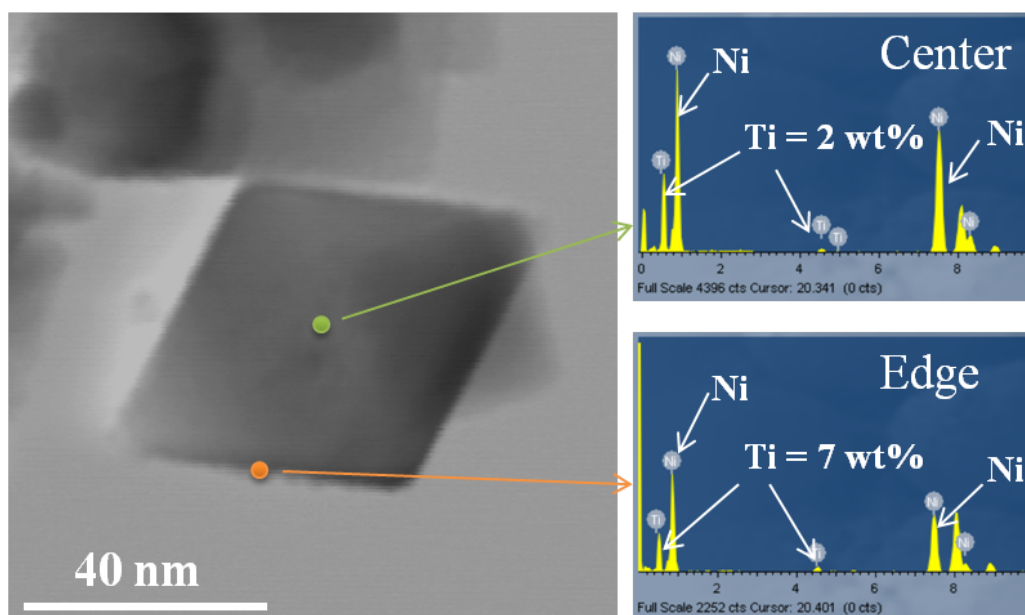 40 nm
Center
Ni
Ni
Ti = 2 wt%
Ni
Ni
Ti
Ti
Ti
Ni
0 2 4 6 8
Full Scale 4396 cts Cursor: 20.341 (0 cts)
Edge
Ni
Ni
Ti = 7 wt%
Ni
Ni
Ti
Ni
2 4 6 8
Full Scale 2252 cts Cursor: 20.401 (0 cts)